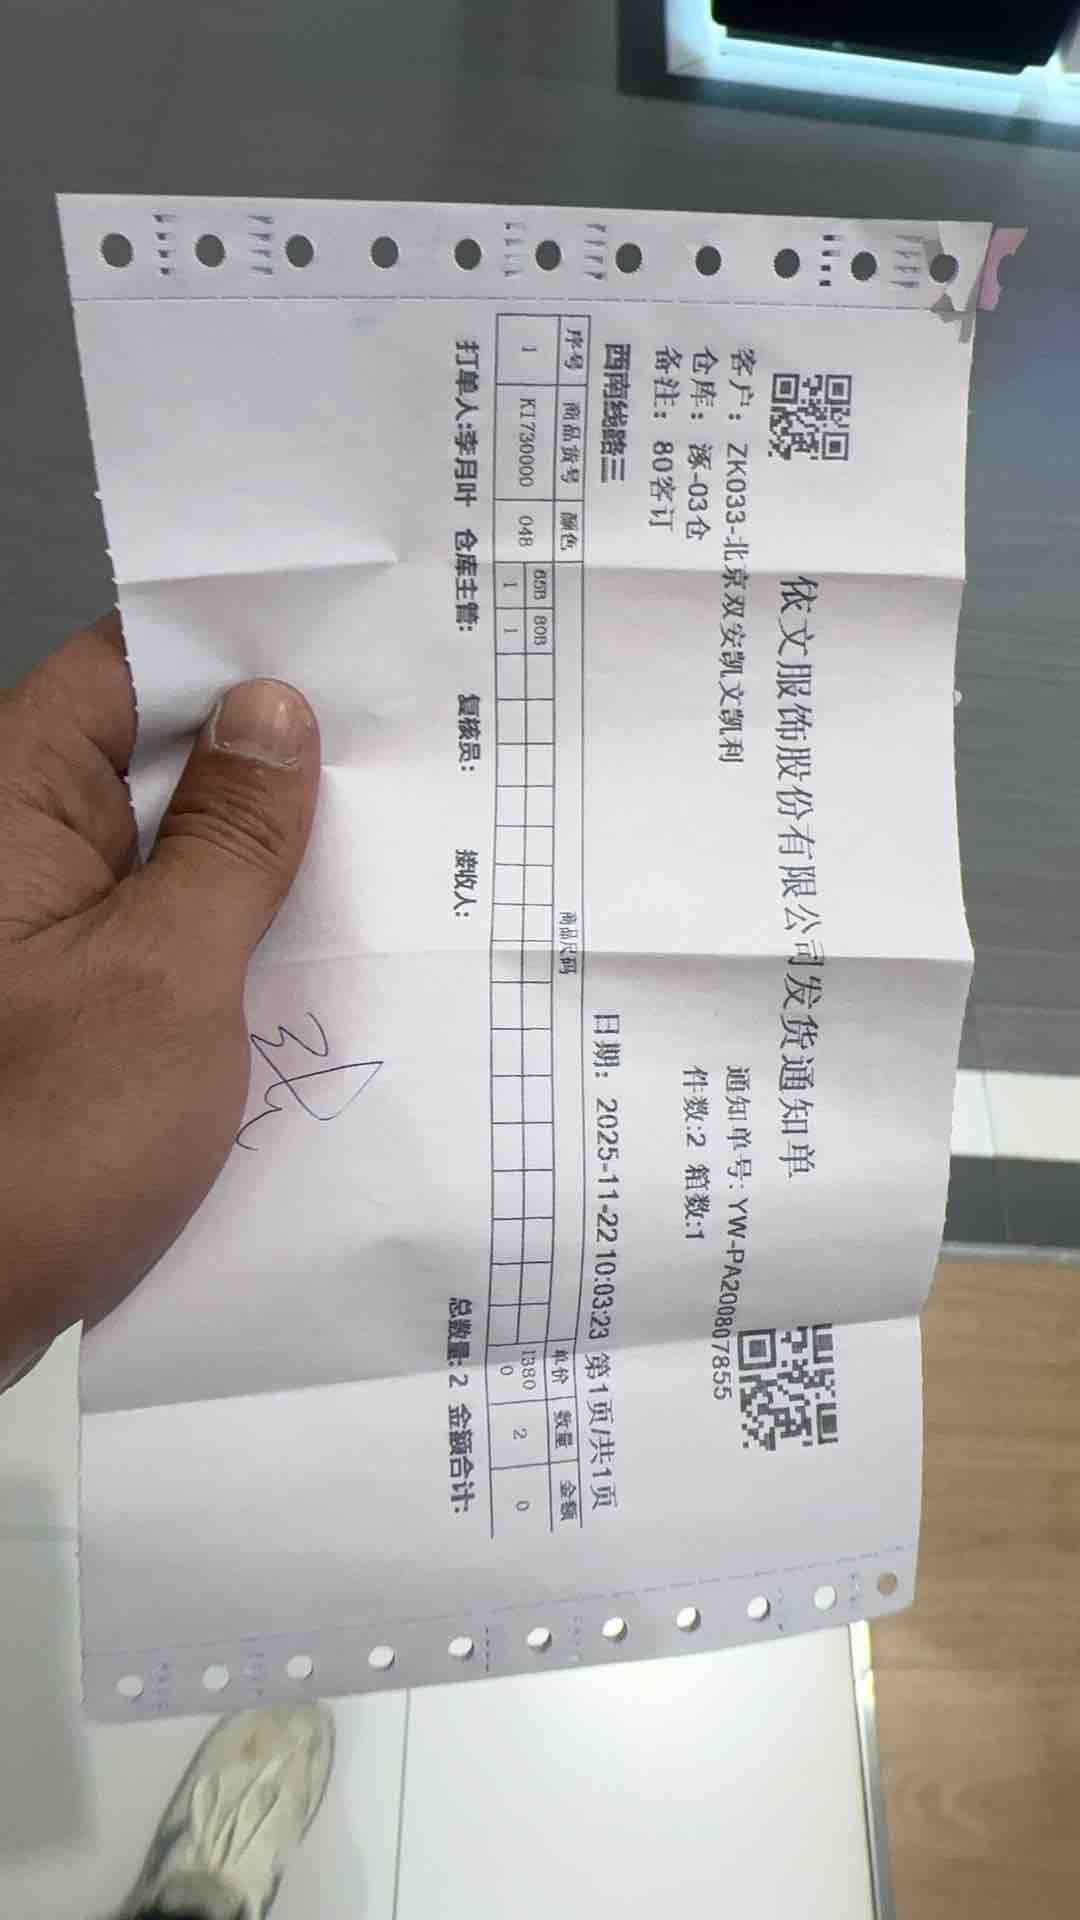 依文服饰股份有限公司发货通知单
客户: ZK033-北京双安凯文凯利
通知单号: YW-PA200807855
仓库: 涿-03仓
件数:2 箱数:1
备注: 80客订
西南线路三
日期: 2025-11-22 10:03:23 第1页/共1页
序号 商品货号 颜色 商品尺码 单价 数量 金额
65B 80B
1 K1730000 04B 1 1 13800 2 0
打单人:李月叶 仓库主管: 复核员: 接收人: 总数量: 2 金额合计: